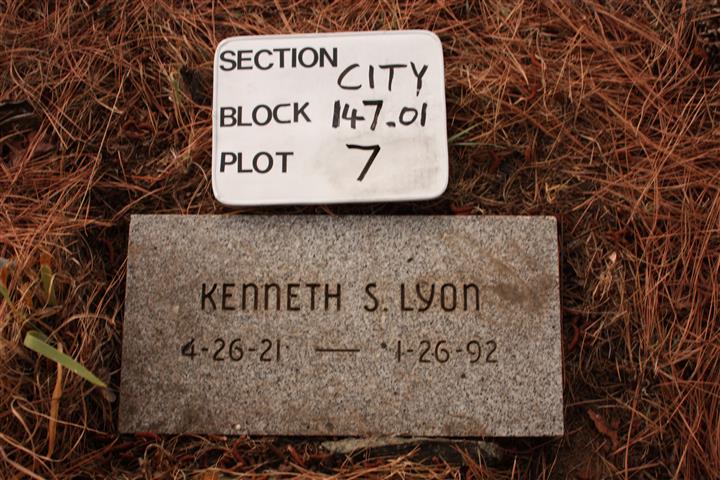 SECTION CITY
BLOCK 147.01
PLOT 7
KENNETH S. LYON
4-26-21 — 1-26-92